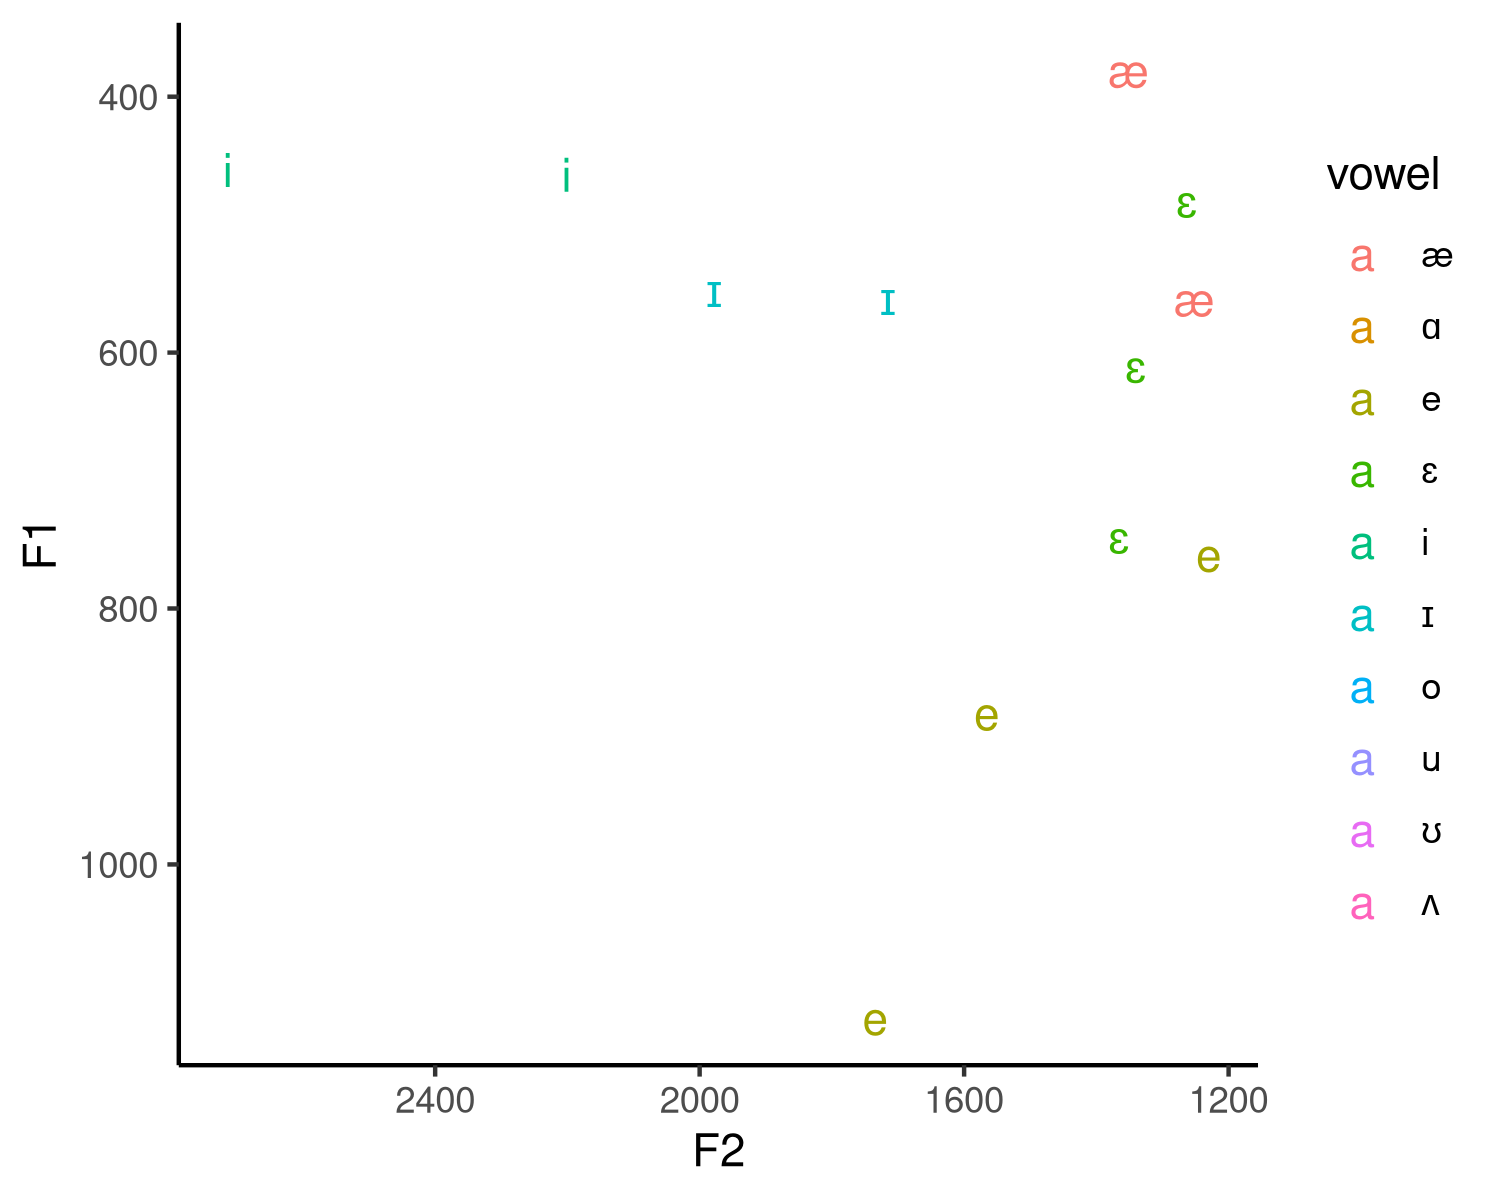 400
600
800
1000
F1
2400 2000 1600 1200
F2
æ
i i
ɛ
ɪ ɪ æ
ɛ
ɛ e
e
e
vowel
a æ
a ɑ
a e
a ɛ
a i
a ɪ
a o
a u
a ʊ
a ʌ